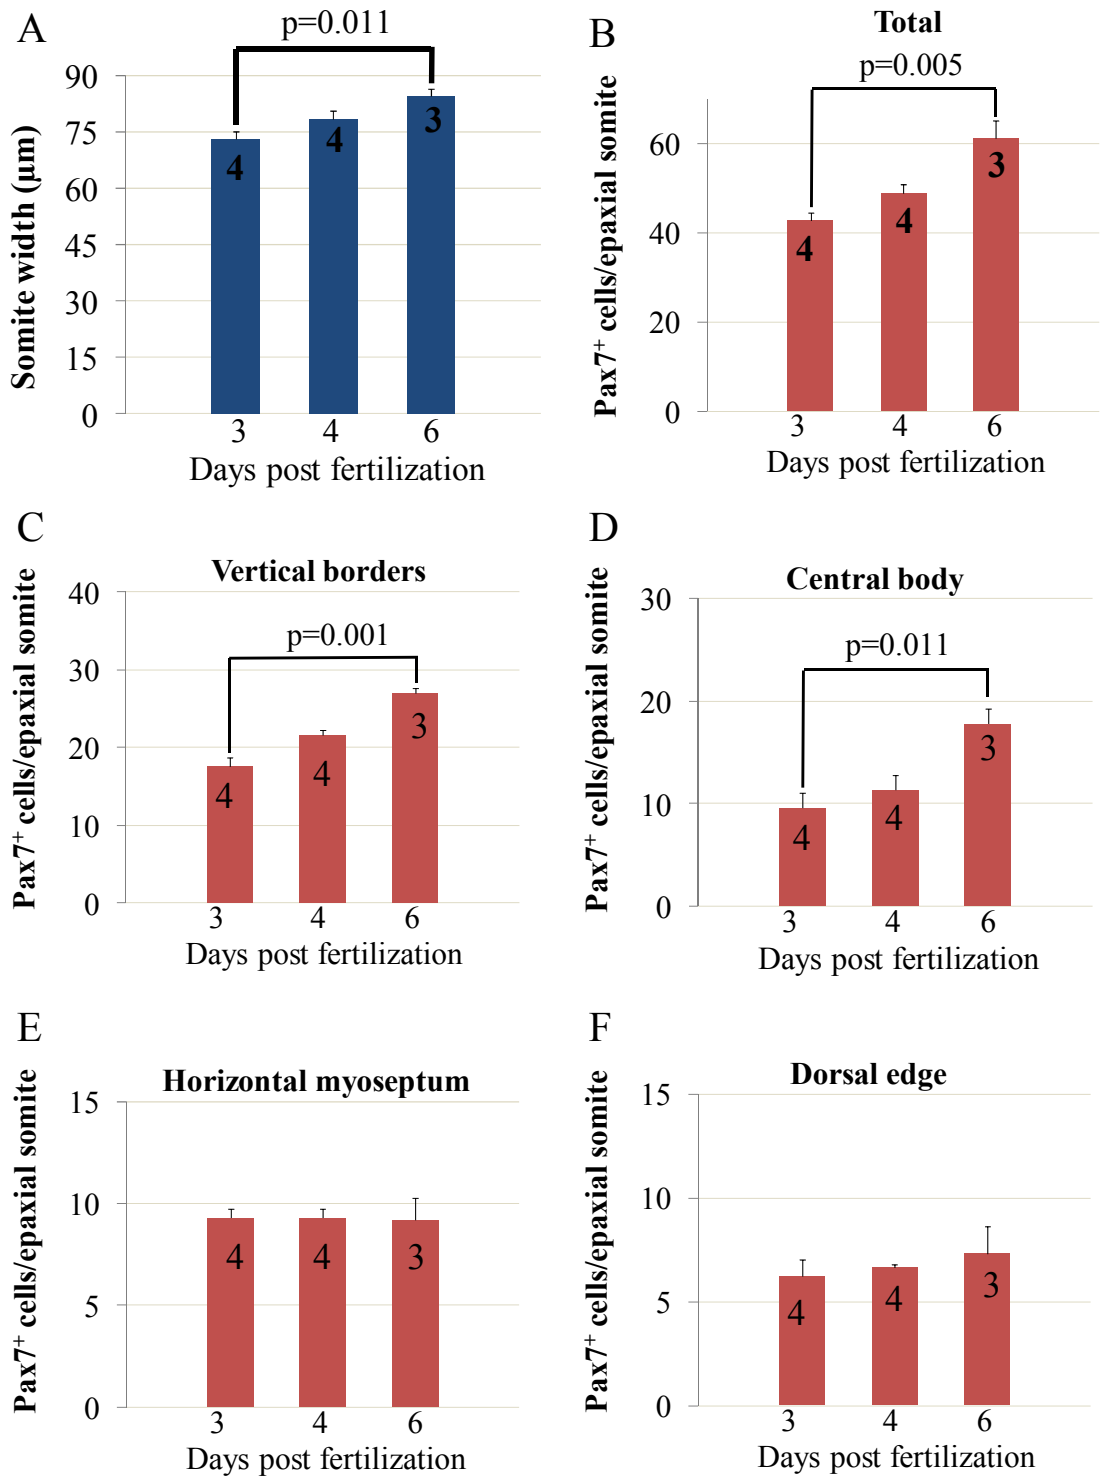 A
p=0.011
Somite width (µm)
90
75
60
45
30
15
0
4
4
3
3 4 6
Days post fertilization
B
Total
p=0.005
Pax7⁺ cells/epaxial somite
60
40
20
0
4
4
3
3 4 6
Days post fertilization
C
Vertical borders
p=0.001
Pax7⁺ cells/epaxial somite
40
30
20
10
0
4
4
3
3 4 6
Days post fertilization
D
Central body
p=0.011
Pax7⁺ cells/epaxial somite
30
20
10
0
4
4
3
3 4 6
Days post fertilization
E
Horizontal myoseptum
Pax7⁺ cells/epaxial somite
15
10
5
0
4
4
3
3 4 6
Days post fertilization
F
Dorsal edge
Pax7⁺ cells/epaxial somite
15
10
5
0
4
4
3
3 4 6
Days post fertilization